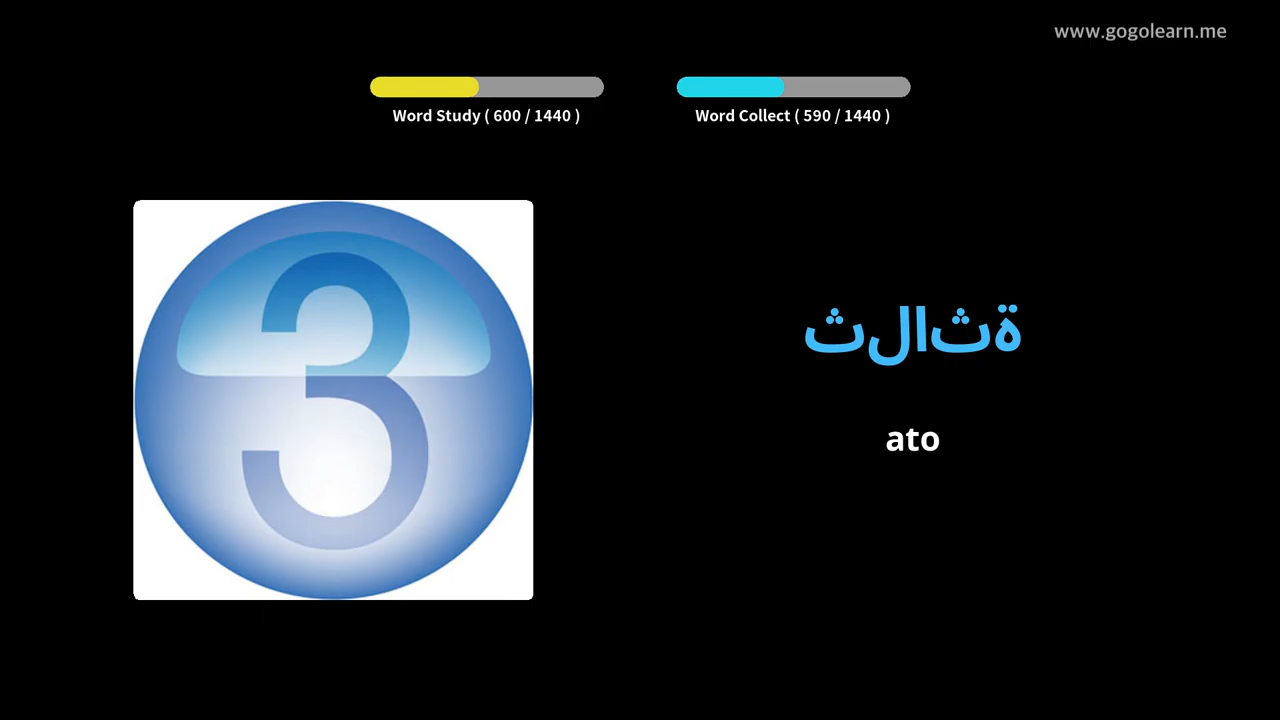 www.gogolearn.me
Word Study ( 600 / 1440 )
Word Collect ( 590 / 1440 )
3
ثلاثة
ato